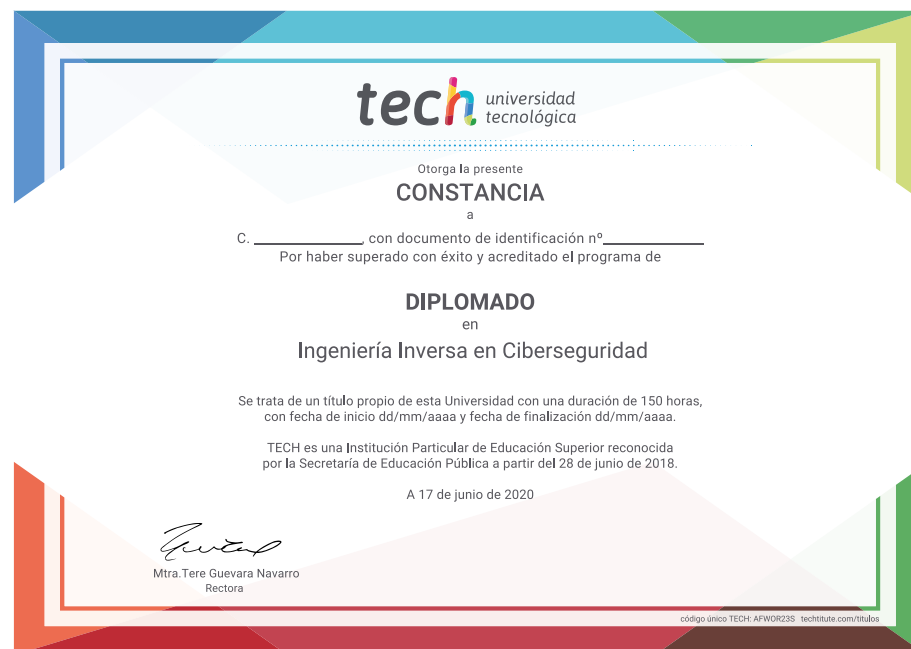 tech universidad
tecnológica
Otorga la presente
CONSTANCIA
a
C. ____________, con documento de identificación nº____________
Por haber superado con éxito y acreditado el programa de
DIPLOMADO
en
Ingeniería Inversa en Ciberseguridad
Se trata de un título propio de esta Universidad con una duración de 150 horas,
con fecha de inicio dd/mm/aaaa y fecha de finalización dd/mm/aaaa.
TECH es una Institución Particular de Educación Superior reconocida
por la Secretaría de Educación Pública a partir del 28 de junio de 2018.
A 17 de junio de 2020
Mtra.Tere Guevara Navarro
Rectora
código único TECH: AFWOR23S techtitute.com/titulos